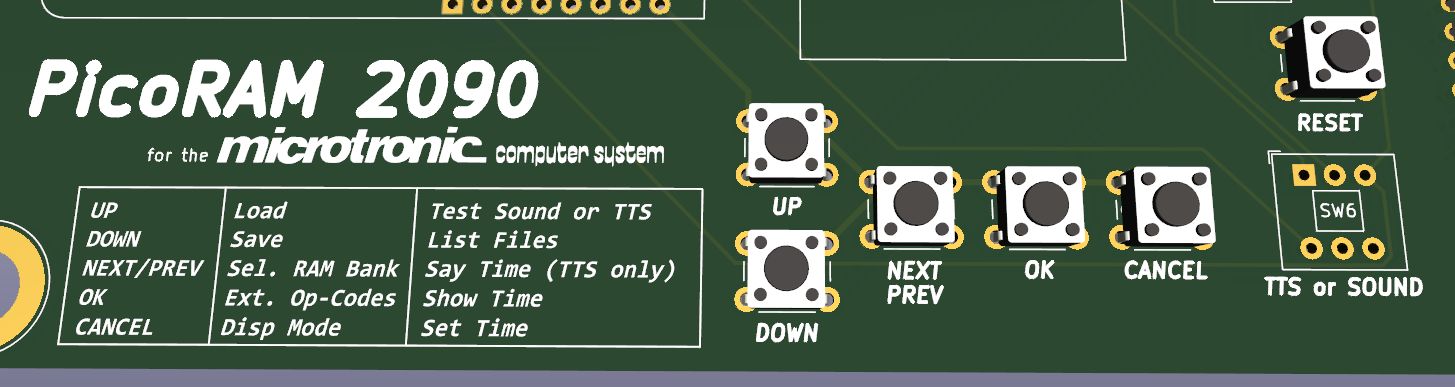 PicoRAM 2090
for the microtronic computer system
UP Load Test Sound or TTS
DOWN Save List Files
NEXT/PREV Sel. RAM Bank Say Time (TTS only)
OK Ext. Op-Codes Show Time
CANCEL Disp Mode Set Time
UP
DOWN
NEXT
PREV
OK
CANCEL
RESET
SW6
TTS or SOUND